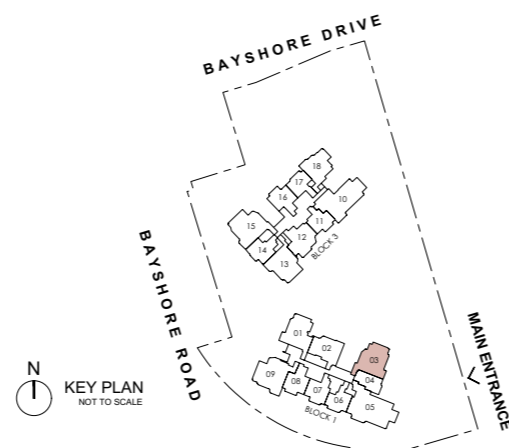 BAYSHORE DRIVE
18
17
16
10
15
11
12
14
13
BLOCK 3
BAYSHORE ROAD
01
02
03
09
08
07
04
06
05
BLOCK 1
MAIN ENTRANCE
N
KEY PLAN
NOT TO SCALE